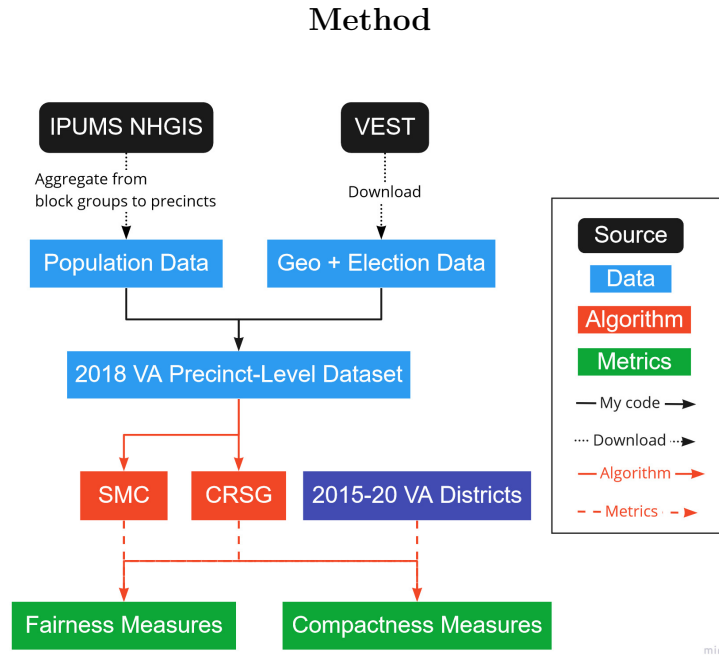 Method
IPUMS NHGIS
VEST
Aggregate from
block groups to precincts
Download
Population Data
Geo + Election Data
2018 VA Precinct-Level Dataset
SMC
CRSG
2015-20 VA Districts
Fairness Measures
Compactness Measures
Source
Data
Algorithm
Metrics
My code
Download
Algorithm
Metrics